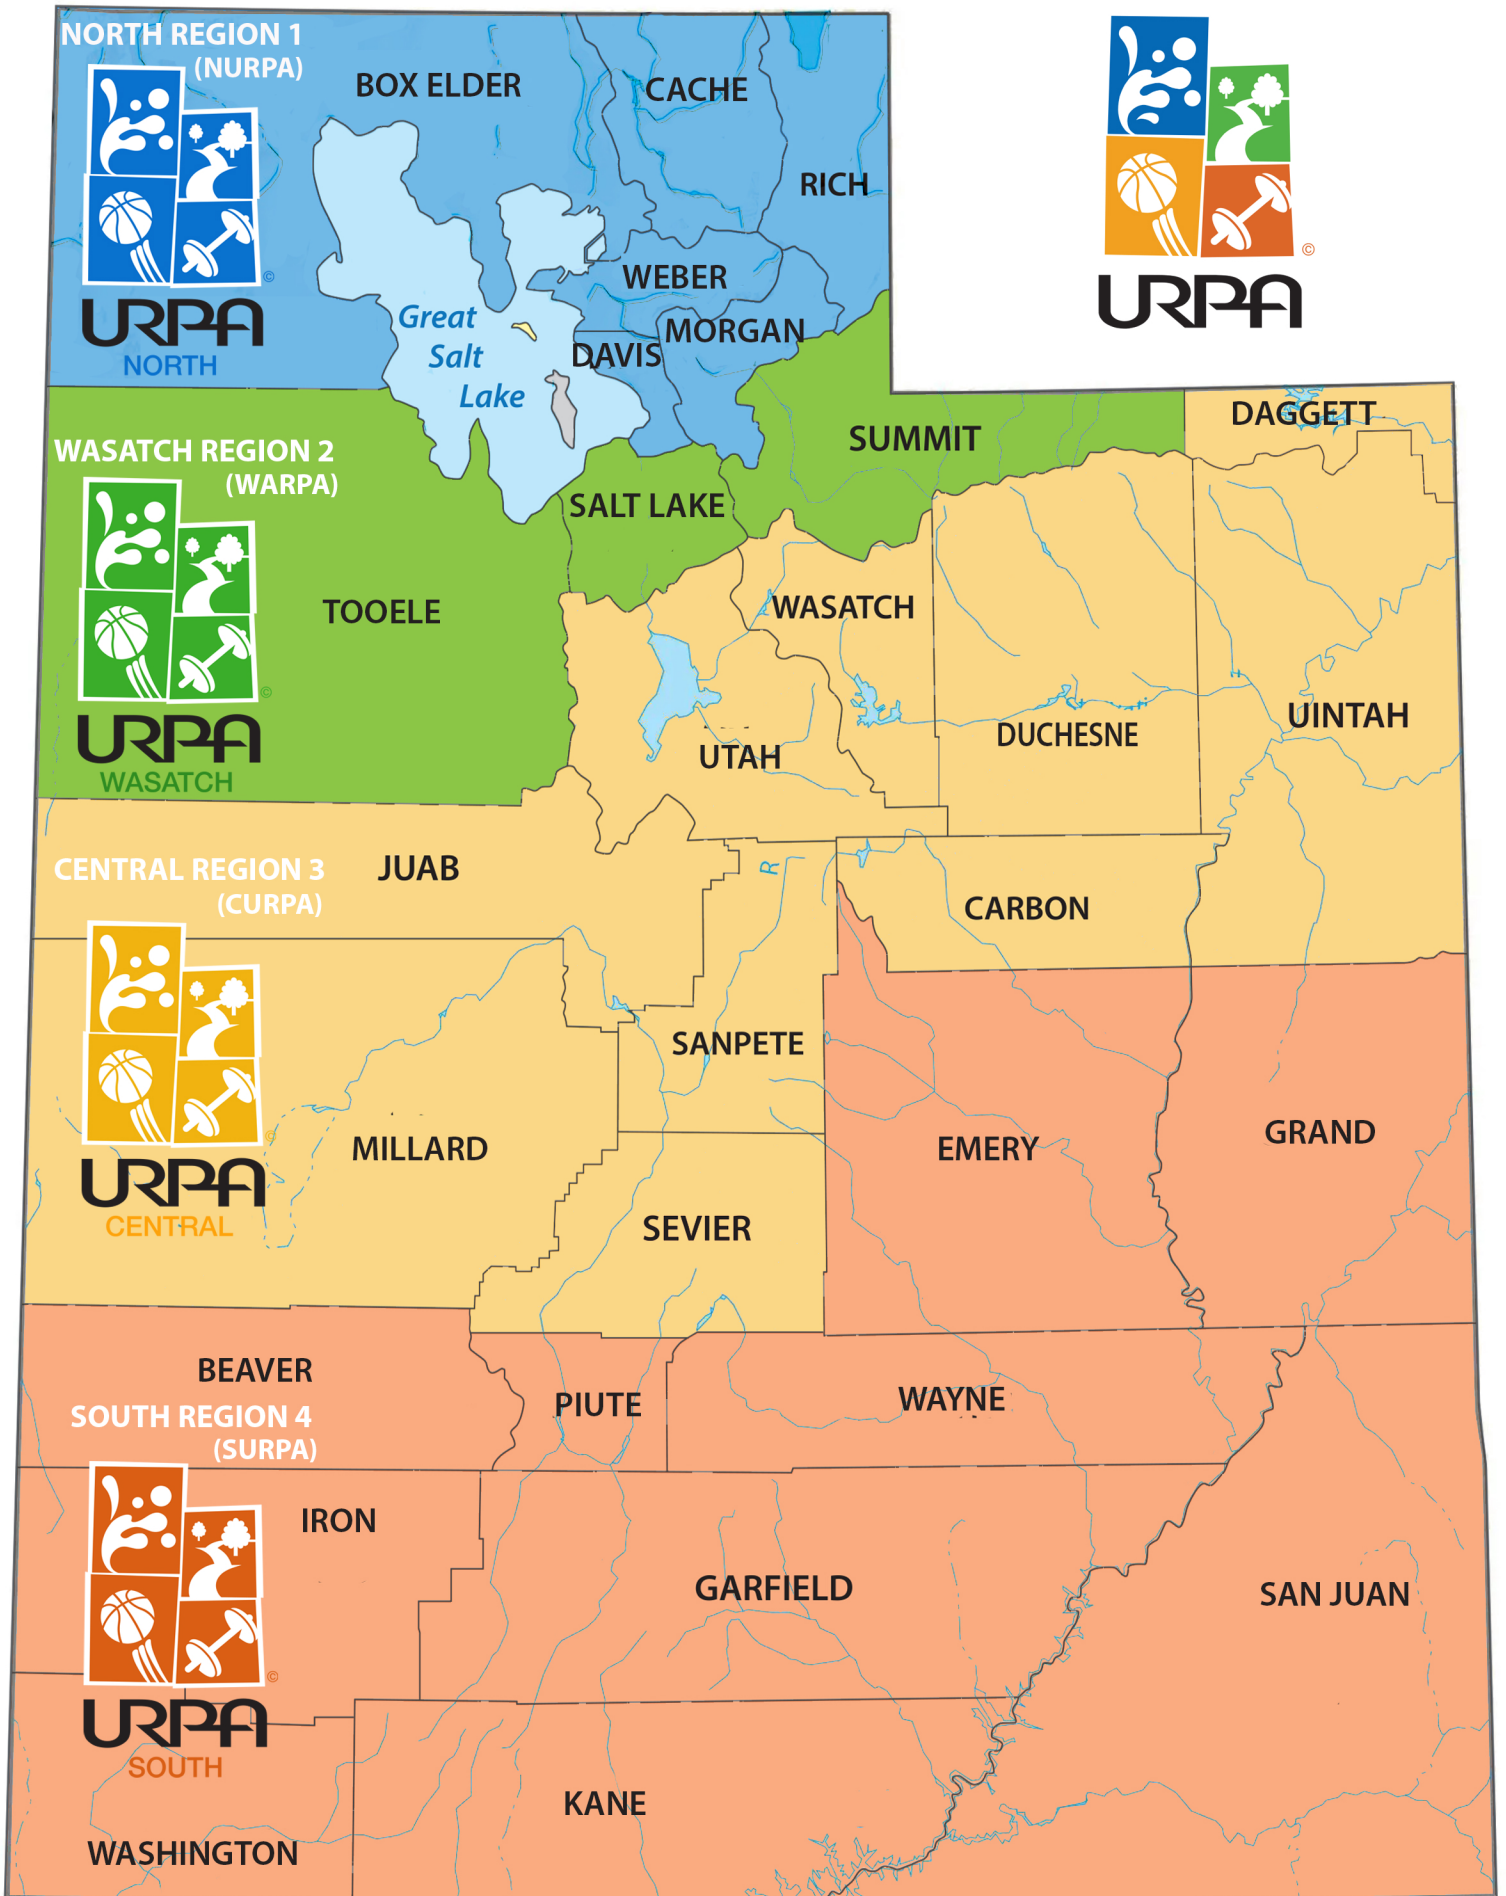 NORTH REGION 1
(NURPA)
©
URPA
NORTH
BOX ELDER
CACHE
RICH
©
URPA
WEBER
MORGAN
DAVIS
Great
Salt
Lake
WASATCH REGION 2
(WARPA)
©
URPA
WASATCH
DAGGETT
SUMMIT
SALT LAKE
TOOELE
WASATCH
UINTAH
DUCHESNE
UTAH
CENTRAL REGION 3
(CURPA)
©
URPA
CENTRAL
JUAB
R
CARBON
SANPETE
MILLARD
EMERY
GRAND
SEVIER
BEAVER
PIUTE
WAYNE
SOUTH REGION 4
(SURPA)
©
URPA
SOUTH
IRON
GARFIELD
SAN JUAN
KANE
WASHINGTON